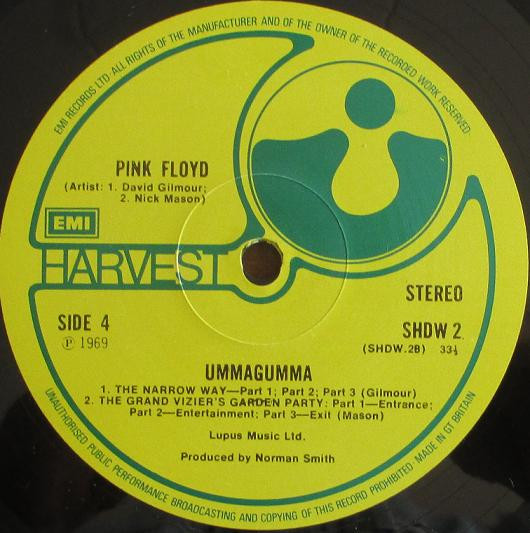 EMI RECORDS LTD·ALL RIGHTS OF THE MANUFACTURER AND OF THE OWNER OF THE RECORDED WORK RESERVED
PINK FLOYD
(Artist: 1. David Gilmour;
2. Nick Mason)
EMI
HARVEST
STEREO
SIDE 4
Ⓟ 1969
SHDW 2
(SHDW.2B) 33⅓
UMMAGUMMA
1. THE NARROW WAY—Part 1; Part 2; Part 3 (Gilmour)
2. THE GRAND VIZIER'S GARDEN PARTY: Part 1—Entrance;
Part 2—Entertainment; Part 3—Exit (Mason)
Lupus Music Ltd.
Produced by Norman Smith
UNAUTHORISED PUBLIC PERFORMANCE BROADCASTING AND COPYING OF THIS RECORD PROHIBITED·MADE IN GT BRITAIN